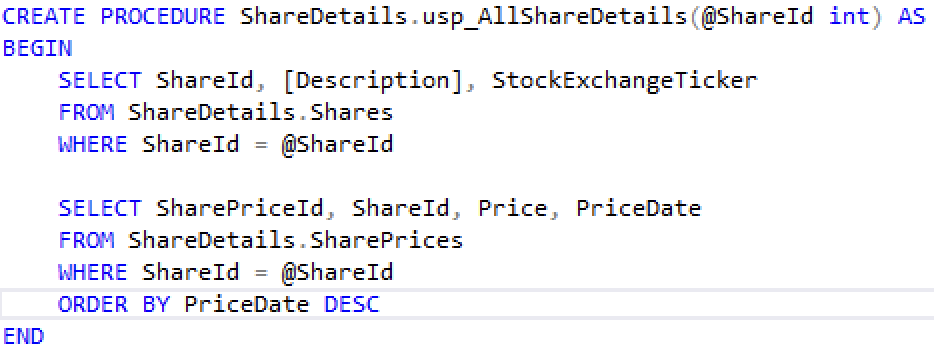 CREATE PROCEDURE ShareDetails.usp_AllShareDetails(@ShareId int) AS
BEGIN
    SELECT ShareId, [Description], StockExchangeTicker
    FROM ShareDetails.Shares
    WHERE ShareId = @ShareId

    SELECT SharePriceId, ShareId, Price, PriceDate
    FROM ShareDetails.SharePrices
    WHERE ShareId = @ShareId
    ORDER BY PriceDate DESC
END